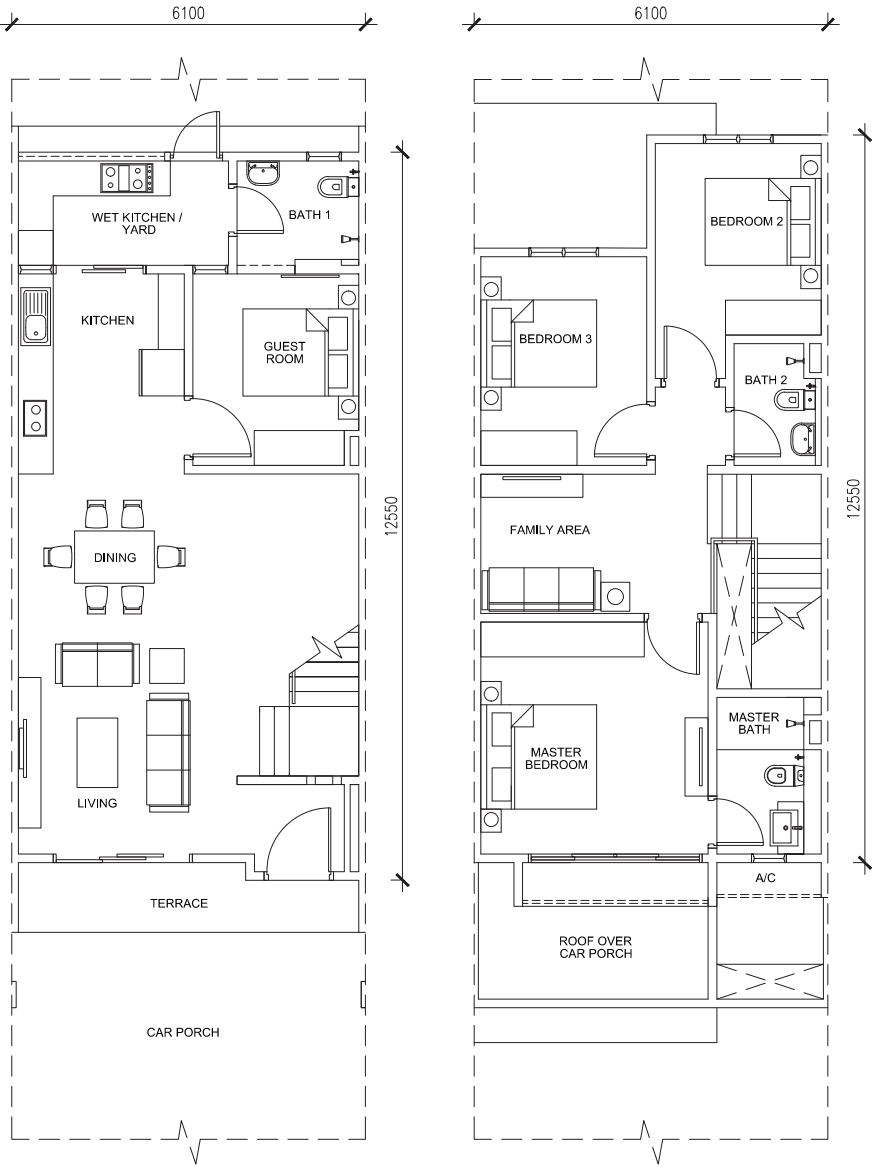 6100
WET KITCHEN /
YARD
BATH 1
KITCHEN
GUEST
ROOM
12550
DINING
LIVING
TERRACE
CAR PORCH
6100
BEDROOM 2
BEDROOM 3
BATH 2
FAMILY AREA
12550
MASTER
BATH
MASTER
BEDROOM
A/C
ROOF OVER
CAR PORCH